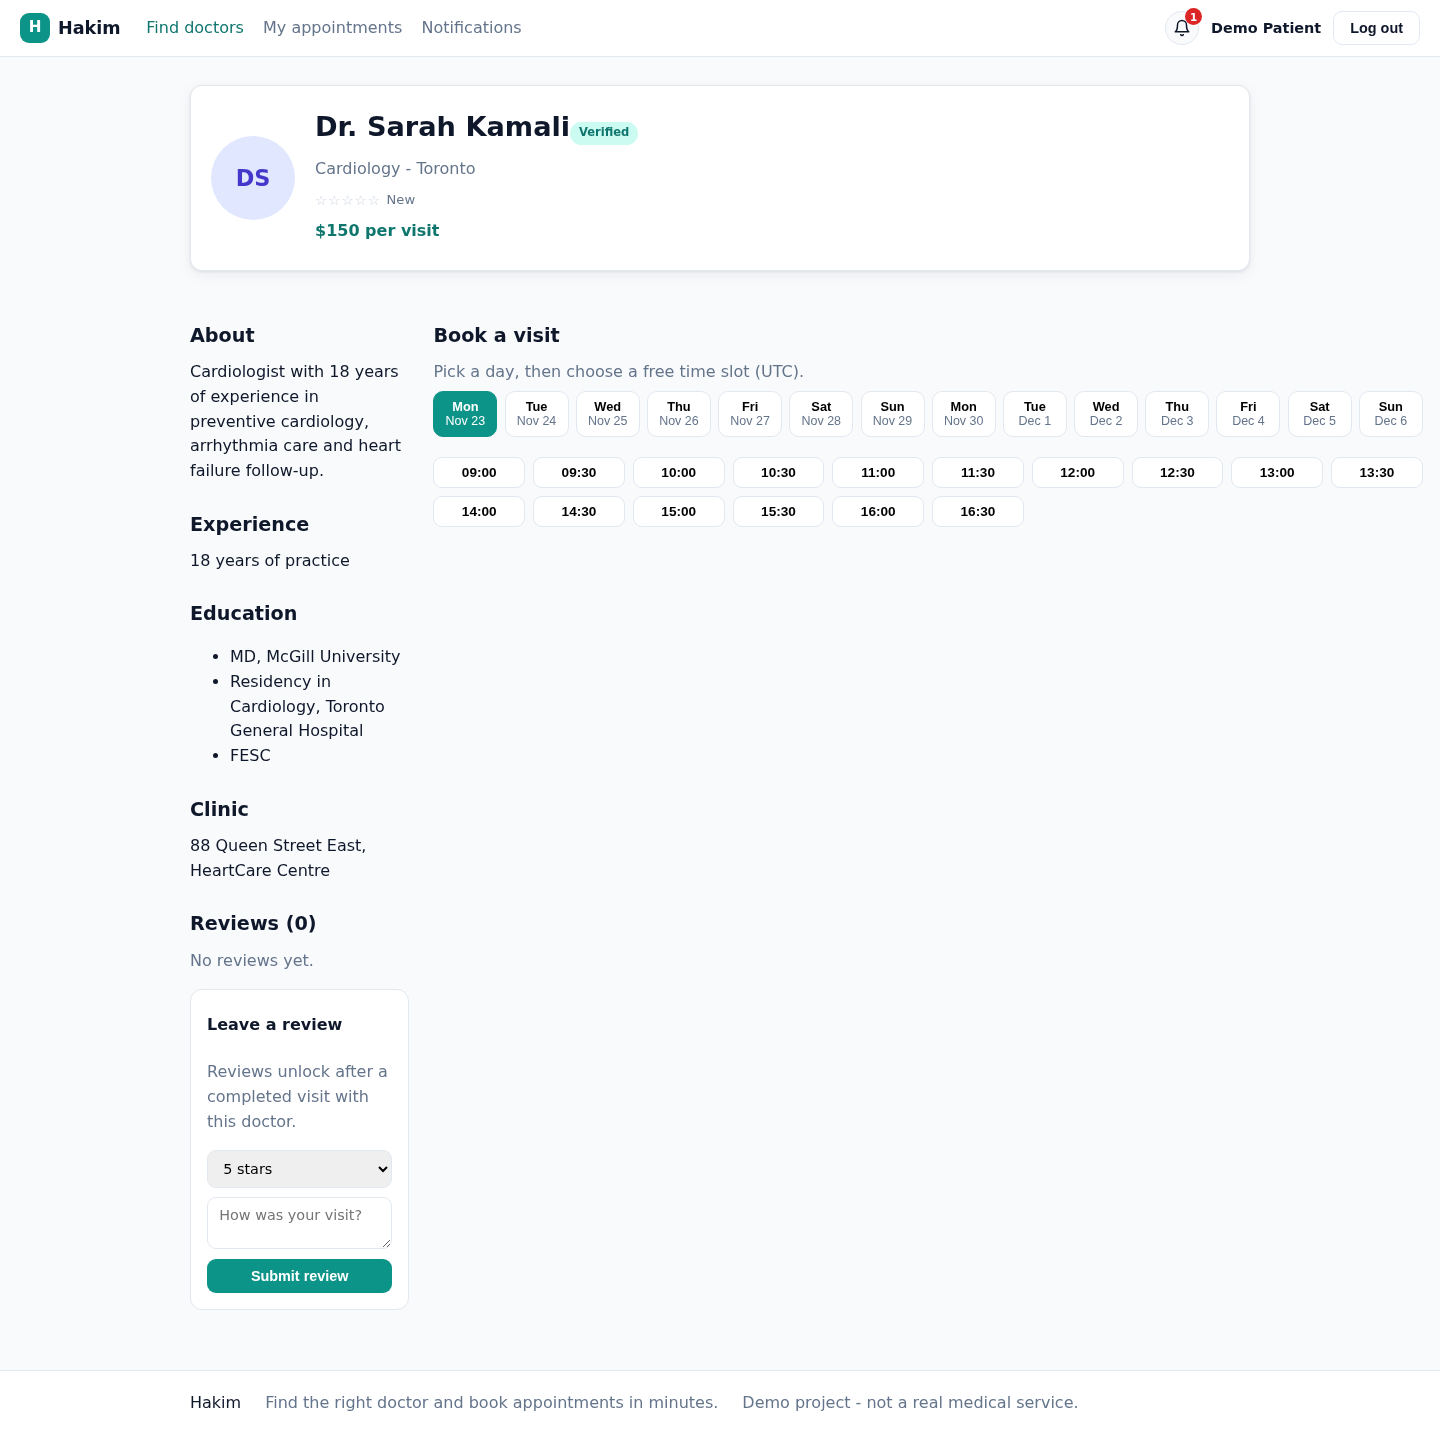 H Hakim Find doctors My appointments Notifications 1 Demo Patient Log out
DS
Dr. Sarah Kamali Verified
Cardiology - Toronto
☆☆☆☆☆ New
$150 per visit
About
Cardiologist with 18 years
of experience in
preventive cardiology,
arrhythmia care and heart
failure follow-up.
Experience
18 years of practice
Education
• MD, McGill University
• Residency in
Cardiology, Toronto
General Hospital
• FESC
Clinic
88 Queen Street East,
HeartCare Centre
Reviews (0)
No reviews yet.
Leave a review
Reviews unlock after a
completed visit with
this doctor.
5 stars
How was your visit?
Submit review
Book a visit
Pick a day, then choose a free time slot (UTC).
Mon Tue Wed Thu Fri Sat Sun Mon Tue Wed Thu Fri Sat Sun
Nov 23 Nov 24 Nov 25 Nov 26 Nov 27 Nov 28 Nov 29 Nov 30 Dec 1 Dec 2 Dec 3 Dec 4 Dec 5 Dec 6
09:00 09:30 10:00 10:30 11:00 11:30 12:00 12:30 13:00 13:30
14:00 14:30 15:00 15:30 16:00 16:30
Hakim Find the right doctor and book appointments in minutes. Demo project - not a real medical service.